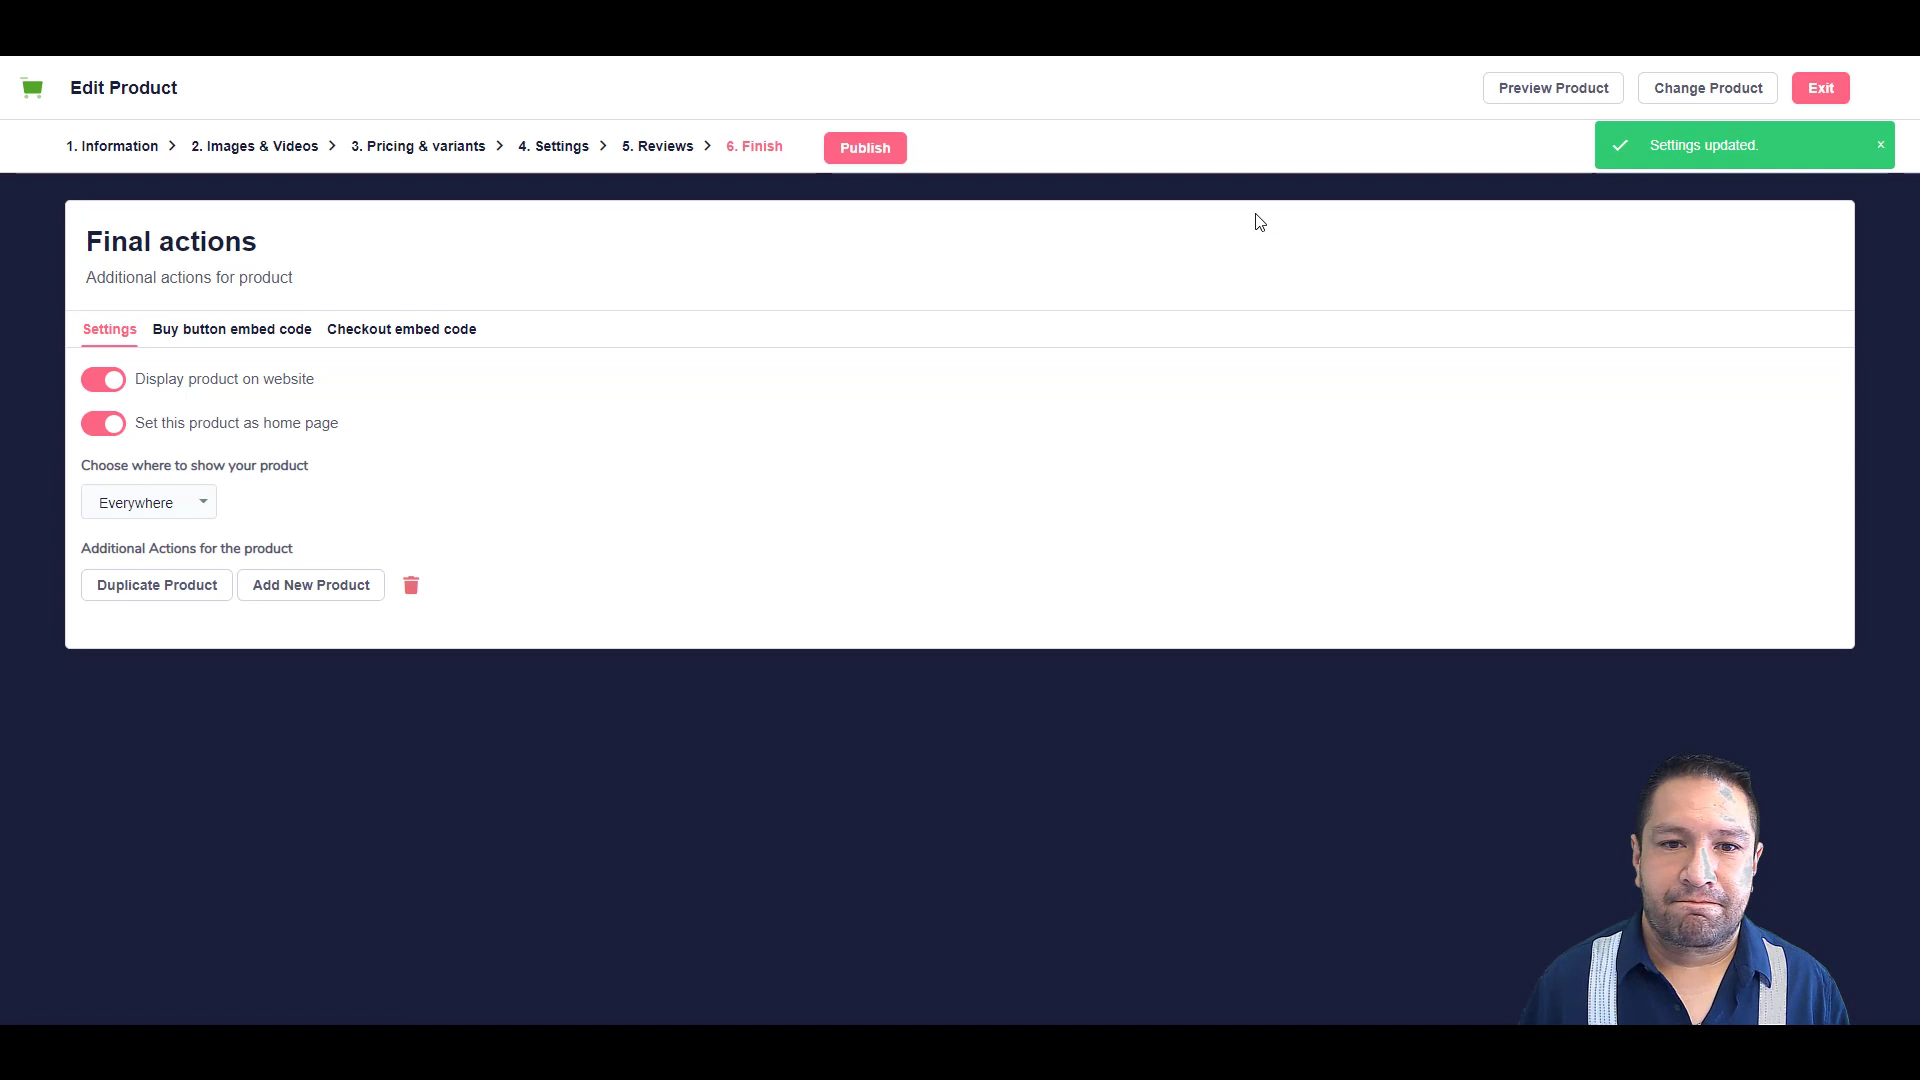 Edit Product
Preview Product
Change Product
Exit
1. Information
2. Images & Videos
3. Pricing & variants
4. Settings
5. Reviews
6. Finish
Publish
Settings updated.
×
Final actions
Additional actions for product
Settings
Buy button embed code
Checkout embed code
Display product on website
Set this product as home page
Choose where to show your product
Everywhere
Additional Actions for the product
Duplicate Product
Add New Product